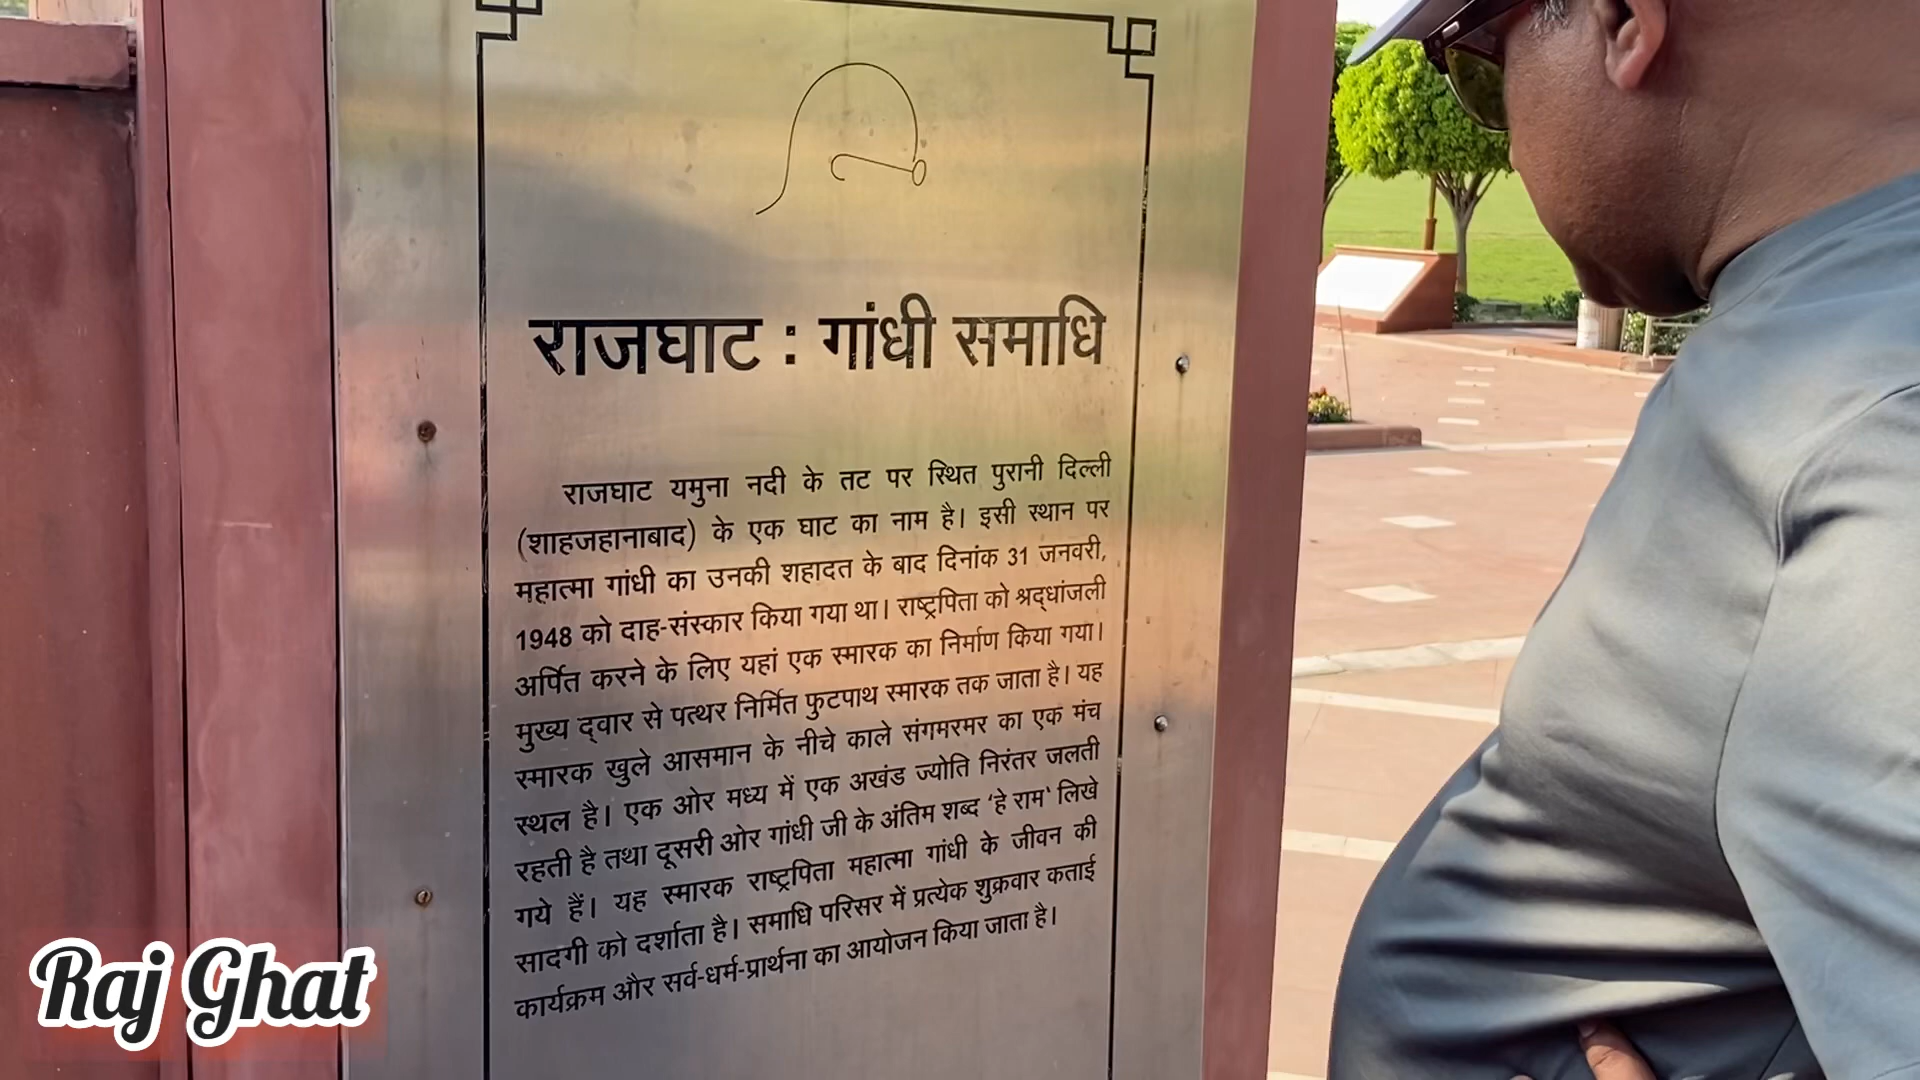 राजघाट : गांधी समाधि
राजघाट यमुना नदी के तट पर स्थित पुरानी दिल्ली
(शाहजहानाबाद) के एक घाट का नाम है। इसी स्थान पर
महात्मा गांधी का उनकी शहादत के बाद दिनांक 31 जनवरी,
1948 को दाह-संस्कार किया गया था। राष्ट्रपिता को श्रद्धांजली
अर्पित करने के लिए यहां एक स्मारक का निर्माण किया गया।
मुख्य द्वार से पत्थर निर्मित फुटपाथ स्मारक तक जाता है। यह
स्मारक खुले आसमान के नीचे काले संगमरमर का एक मंच
स्थल है। एक ओर मध्य में एक अखंड ज्योति निरंतर जलती
रहती है तथा दूसरी ओर गांधी जी के अंतिम शब्द ‘हे राम‘ लिखे
गये हैं। यह स्मारक राष्ट्रपिता महात्मा गांधी के जीवन की
सादगी को दर्शाता है। समाधि परिसर में प्रत्येक शुक्रवार कताई
कार्यक्रम और सर्व-धर्म-प्रार्थना का आयोजन किया जाता है।
Raj Ghat